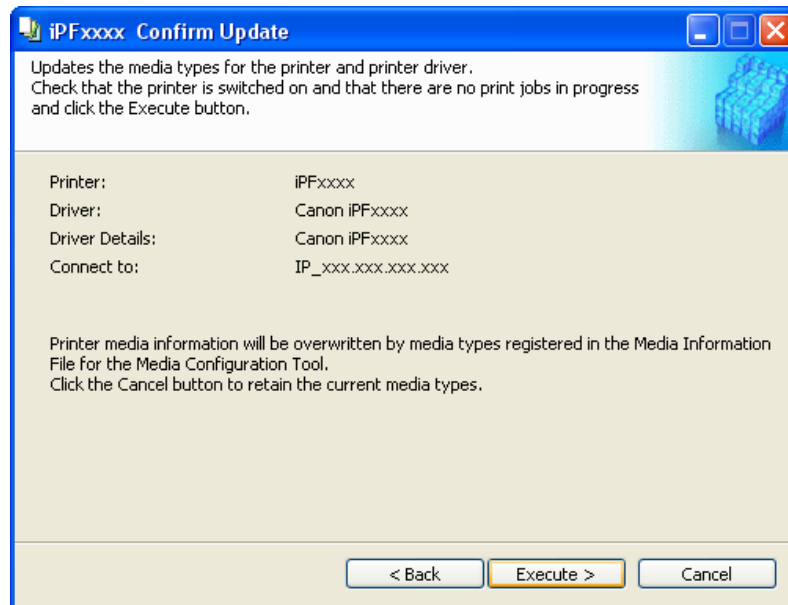 iPFxxxx Confirm Update
Updates the media types for the printer and printer driver.
Check that the printer is switched on and that there are no print jobs in progress
and click the Execute button.
Printer: iPFxxxx
Driver: Canon iPFxxxx
Driver Details: Canon iPFxxxx
Connect to: IP_xxx.xxx.xxx.xxx
Printer media information will be overwritten by media types registered in the Media Information
File for the Media Configuration Tool.
Click the Cancel button to retain the current media types.
< Back Execute > Cancel